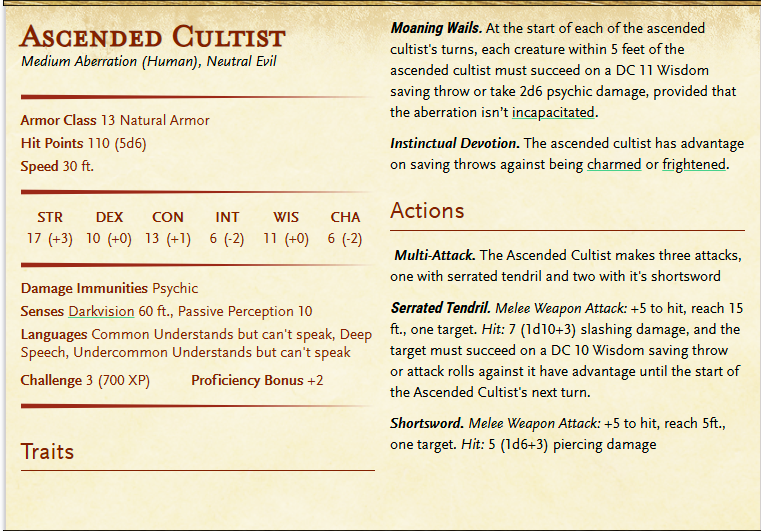 Ascended Cultist
Medium Aberration (Human), Neutral Evil
Armor Class 13 Natural Armor
Hit Points 110 (5d6)
Speed 30 ft.
STR DEX CON INT WIS CHA
17 (+3) 10 (+0) 13 (+1) 6 (-2) 11 (+0) 6 (-2)
Damage Immunities Psychic
Senses Darkvision 60 ft., Passive Perception 10
Languages Common Understands but can't speak, Deep
Speech, Undercommon Understands but can't speak
Challenge 3 (700 XP) Proficiency Bonus +2
Traits
Moaning Wails. At the start of each of the ascended
cultist's turns, each creature within 5 feet of the
ascended cultist must succeed on a DC 11 Wisdom
saving throw or take 2d6 psychic damage, provided that
the aberration isn't incapacitated.
Instinctual Devotion. The ascended cultist has advantage
on saving throws against being charmed or frightened.
Actions
Multi-Attack. The Ascended Cultist makes three attacks,
one with serrated tendril and two with it's shortsword
Serrated Tendril. Melee Weapon Attack: +5 to hit, reach 15
ft., one target. Hit: 7 (1d10+3) slashing damage, and the
target must succeed on a DC 10 Wisdom saving throw
or attack rolls against it have advantage until the start of
the Ascended Cultist's next turn.
Shortsword. Melee Weapon Attack: +5 to hit, reach 5ft.,
one target. Hit: 5 (1d6+3) piercing damage